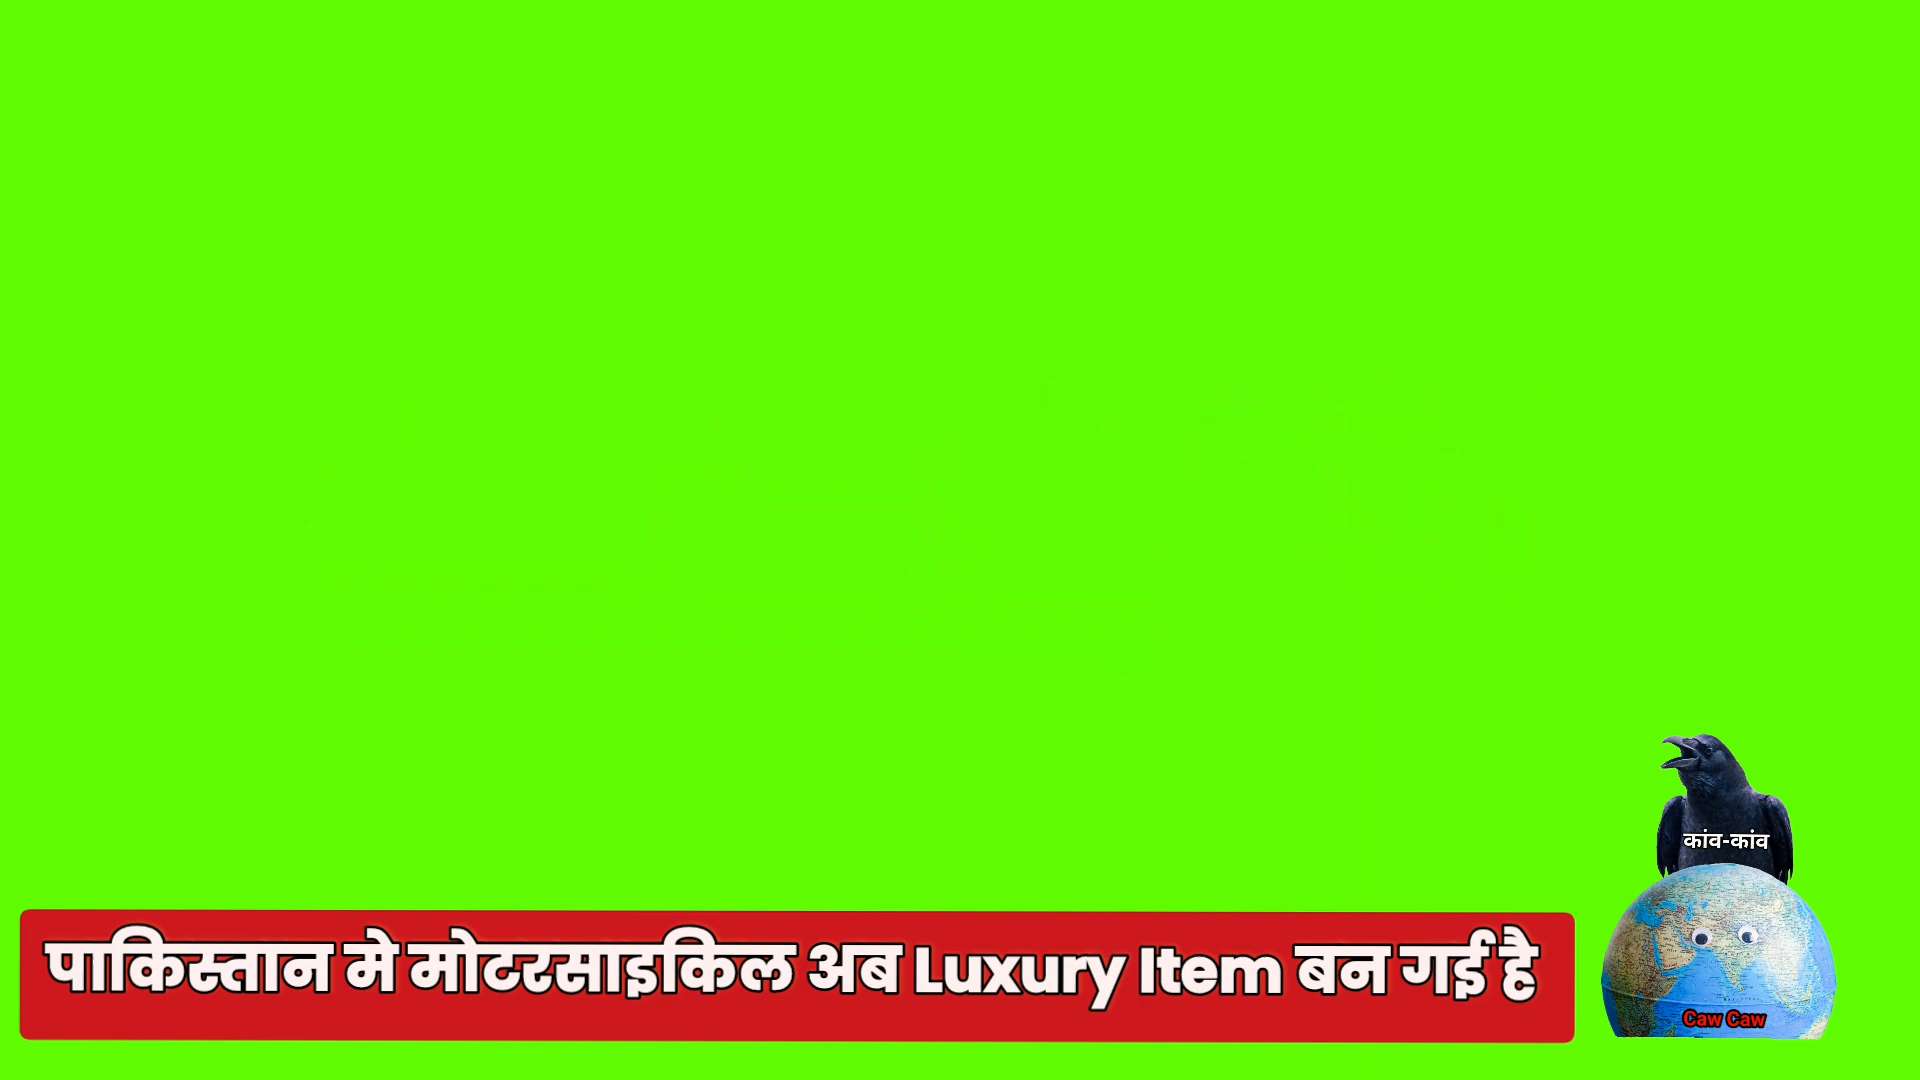 कांव-कांव
पाकिस्तान मे मोटरसाइकिल अब Luxury Item बन गई है
Caw Caw